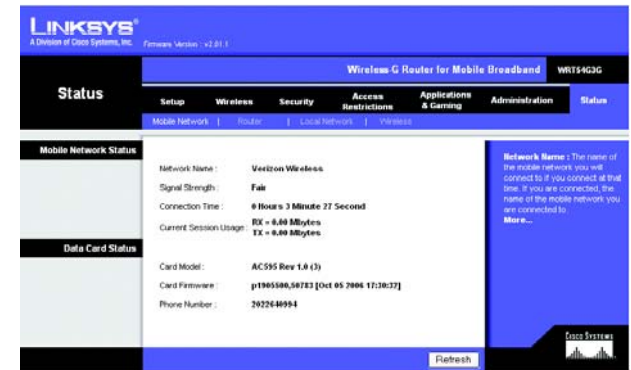 LINKSYS®
A Division of Cisco Systems, Inc.
Firmware Version : v2.01.1
Wireless-G Router for Mobile Broadband
WRT54G3G
Status
Setup
Wireless
Security
Access Restrictions
Applications & Gaming
Administration
Status
Mobile Network | Router | Local Network | Wireless
Mobile Network Status
Network Name : Verizon Wireless
Signal Strength : Fair
Connection Time : 0 Hours 3 Minute 27 Second
Current Session Usage : RX = 0.00 Mbytes
TX = 0.00 Mbytes
Data Card Status
Card Model : AC595 Rev 1.0 (3)
Card Firmware : p1905500,50783 [Oct 05 2006 17:30:37]
Phone Number : 2022640994
Network Name : The name of
the mobile network you will
connect to if you connect at that
time. If you are connected, the
name of the mobile network you
are connected to.
More...
Refresh
CISCO SYSTEMS